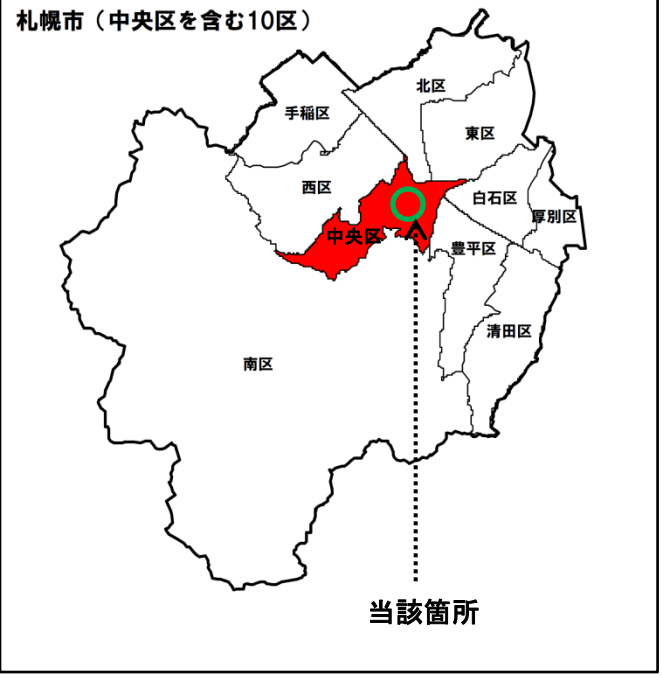 札幌市（中央区を含む10区）
北区
手稲区
東区
西区
白石区
厚別区
中央区
豊平区
清田区
南区
当該箇所